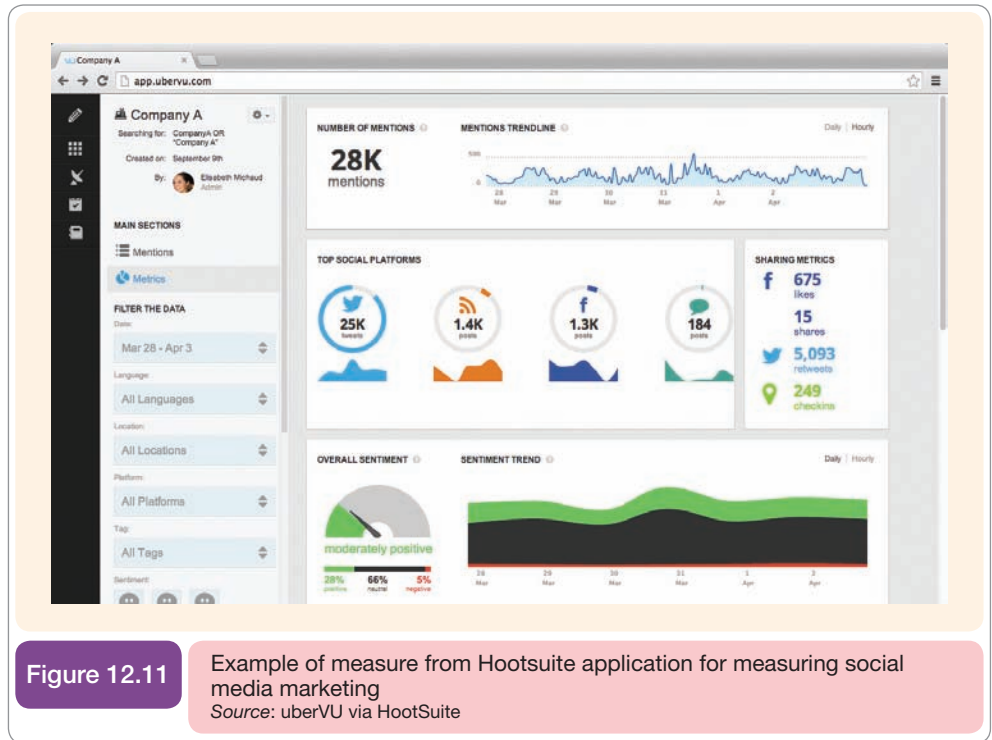 Company A
app.ubervu.com
Company A
Searching for: CompanyA OR
"Company A"
Created on: September 9th
By: Elisabeth Michaud
Admin
MAIN SECTIONS
Mentions
Metrics
FILTER THE DATA
Date:
Mar 28 - Apr 3
Language:
All Languages
Location:
All Locations
Platform:
All Platforms
Tag:
All Tags
Sentiment:
NUMBER OF MENTIONS
28K
mentions
MENTIONS TRENDLINE
Daily | Hourly
500
0
28 29 30 31 1 2
Mar Mar Mar Mar Apr Apr
TOP SOCIAL PLATFORMS
25K
tweets
1.4K
posts
1.3K
posts
184
posts
SHARING METRICS
675
likes
15
shares
5,093
retweets
249
checkins
OVERALL SENTIMENT
moderately positive
28% 66% 5%
positive neutral negative
SENTIMENT TREND
Daily | Hourly
28 29 30 31 1 2
Mar Mar Mar Mar Apr Apr
Figure 12.11
Example of measure from Hootsuite application for measuring social
media marketing
Source: uberVU via HootSuite